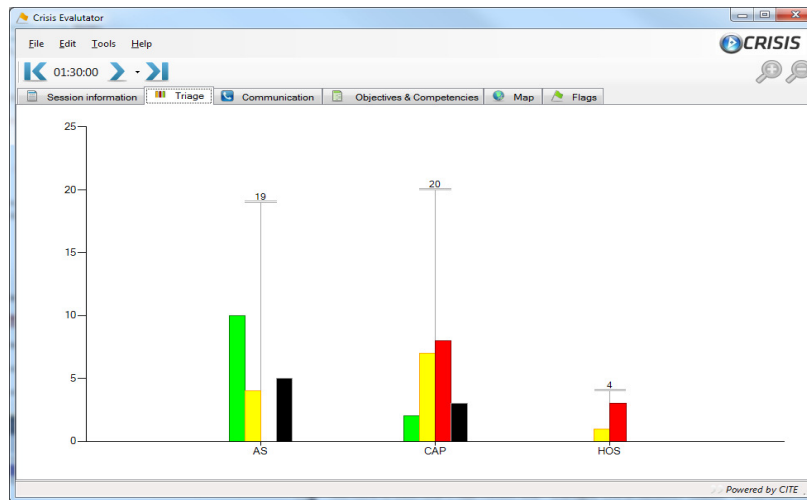 Crisis Evalutator
File Edit Tools Help
CRISIS
01:30:00
Session information Triage Communication Objectives & Competencies Map Flags
25
20
15
10
5
0
19
20
4
AS CAP HOS
Powered by CITE